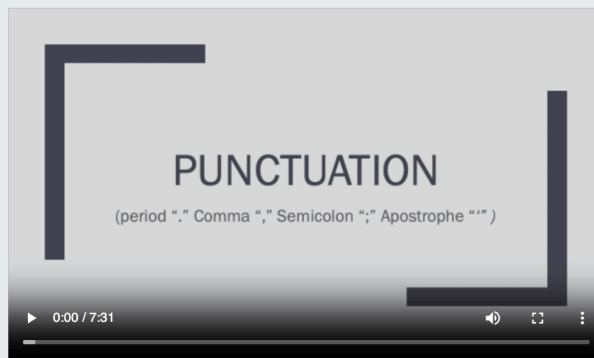 PUNCTUATION
(period “.” Comma “,” Semicolon “;” Apostrophe “‘” )
0:00 / 7:31